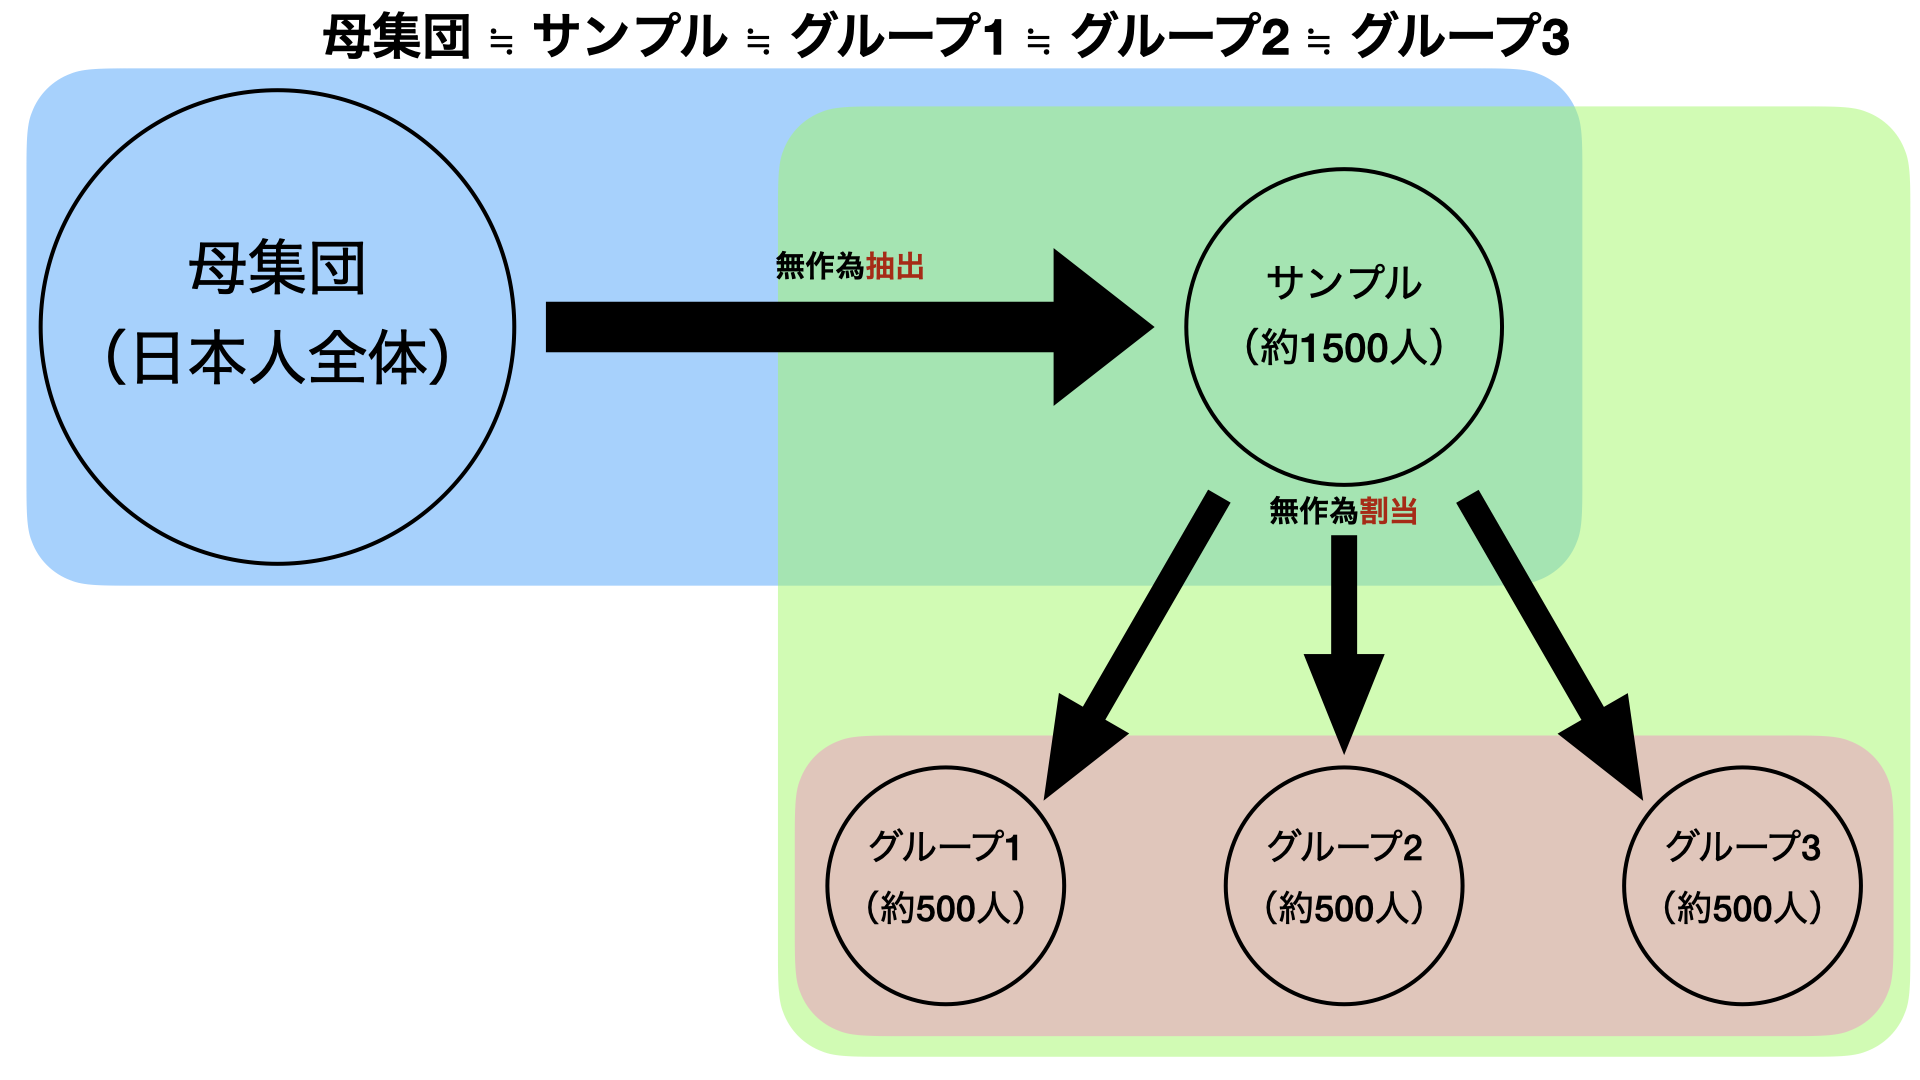 母集団 ≒ サンプル ≒ グループ1 ≒ グループ2 ≒ グループ3
母集団
（日本人全体）
無作為抽出
サンプル
（約1500人）
無作為割当
グループ1
（約500人）
グループ2
（約500人）
グループ3
（約500人）